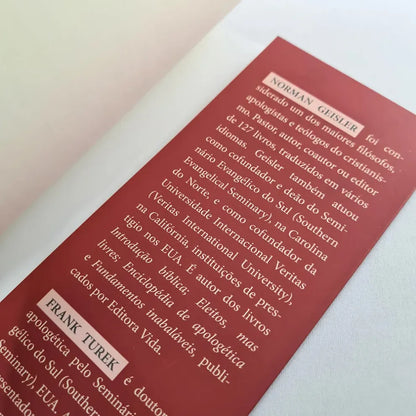 NORMAN GEISLER foi con-
siderado um dos maiores filósofos,
apologistas e teólogos do cristianis-
mo. Pastor, autor, coautor ou editor
de 127 livros, traduzidos em vários
idiomas. Geisler também atuou
como cofundador e deão do Semi-
nário Evangélico do Sul (Southern
Evangelical Seminary), na Carolina
do Norte, e como cofundador da
Universidade Internacional Veritas
(Veritas International University),
na Califórnia, instituições de pres-
tígio nos EUA. É autor dos livros
Introdução bíblica: Eleitos, mas
livres; Enciclopédia de apologética
e Fundamentos inabaláveis, publi-
cados por Editora Vida.
FRANK TUREK é douto
apologética pelo Seminári
gélico do Sul (Southern
Seminary), EUA. A
presentador